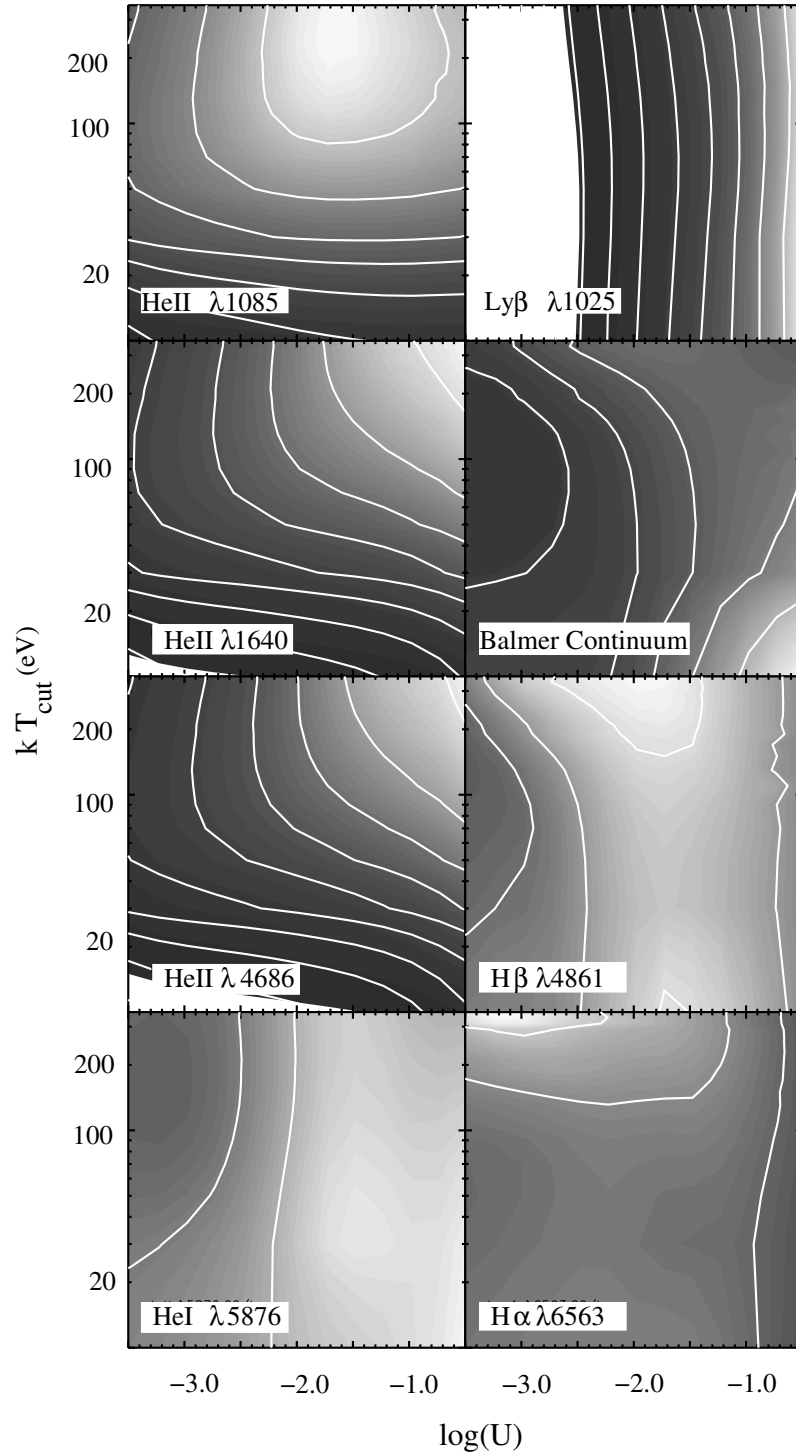 200
100
20
HeII λ1085
Lyβ λ1025
200
100
20
HeII λ1640
Balmer Continuum
k T_cut (eV)
200
100
20
HeII λ4686
Hβ λ4861
200
100
20
HeI λ5876
Hα λ6563
−3.0 −2.0 −1.0 −3.0 −2.0 −1.0
log(U)